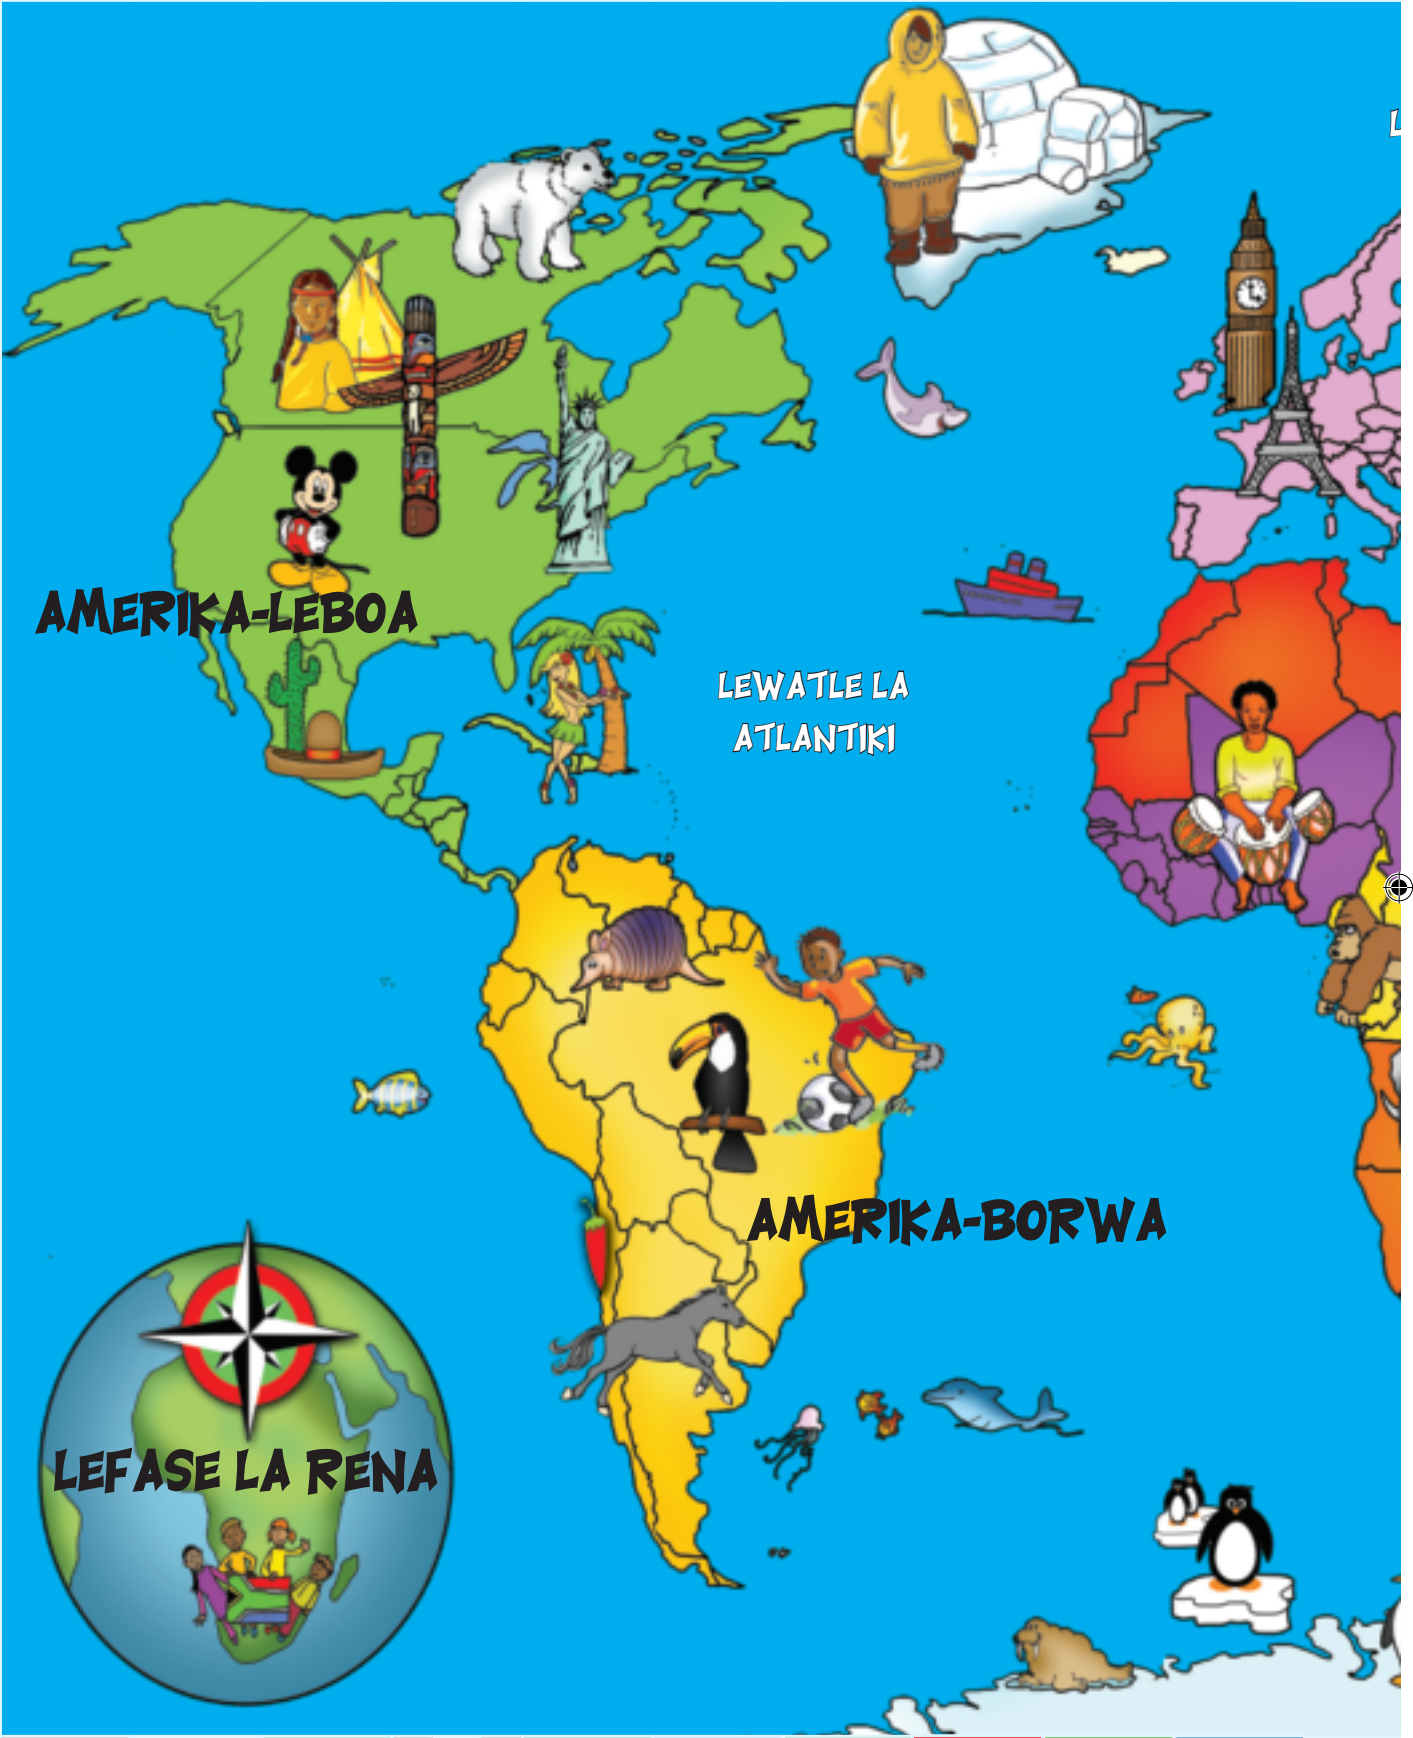 AMERIKA-LEBOA
LEWATLE LA
ATLANTIKI
AMERIKA-BORWA
LEFASE LA RENA